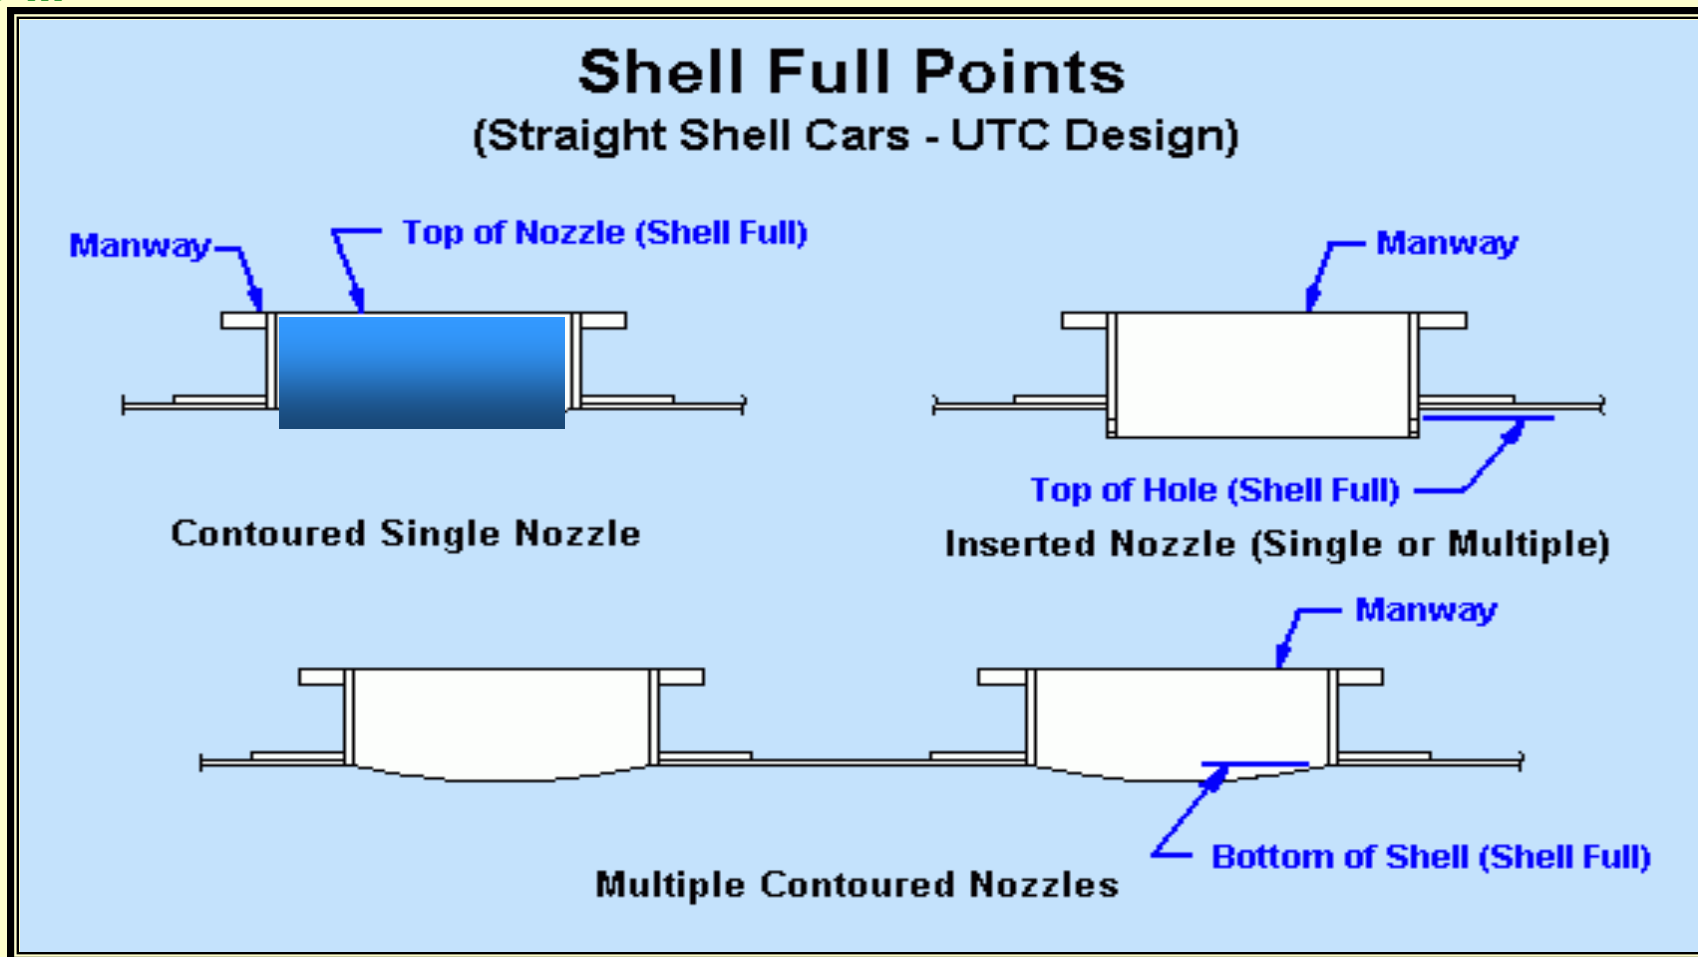 Shell Full Points
(Straight Shell Cars - UTC Design)
Manway
Top of Nozzle (Shell Full)
Manway
Top of Hole (Shell Full)
Contoured Single Nozzle
Inserted Nozzle (Single or Multiple)
Manway
Bottom of Shell (Shell Full)
Multiple Contoured Nozzles